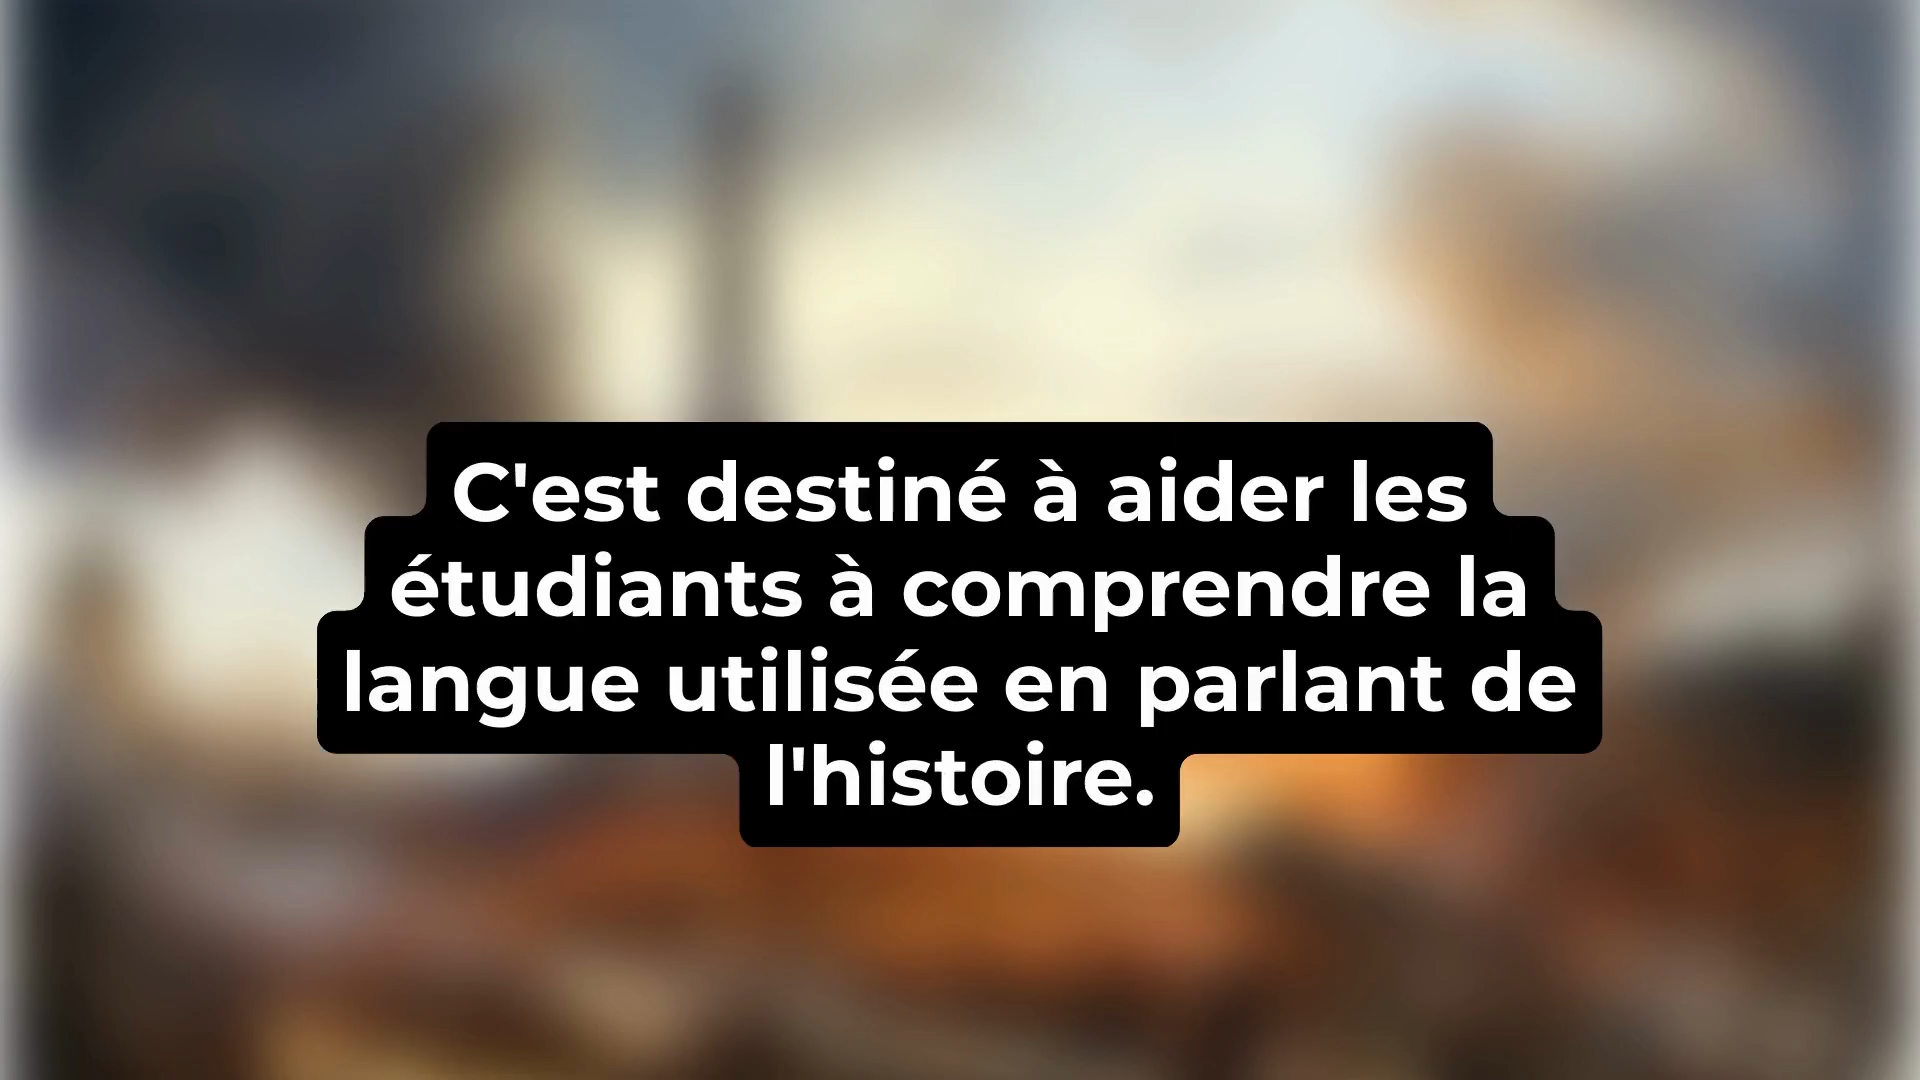 C'est destiné à aider les
étudiants à comprendre la
langue utilisée en parlant de
l'histoire.